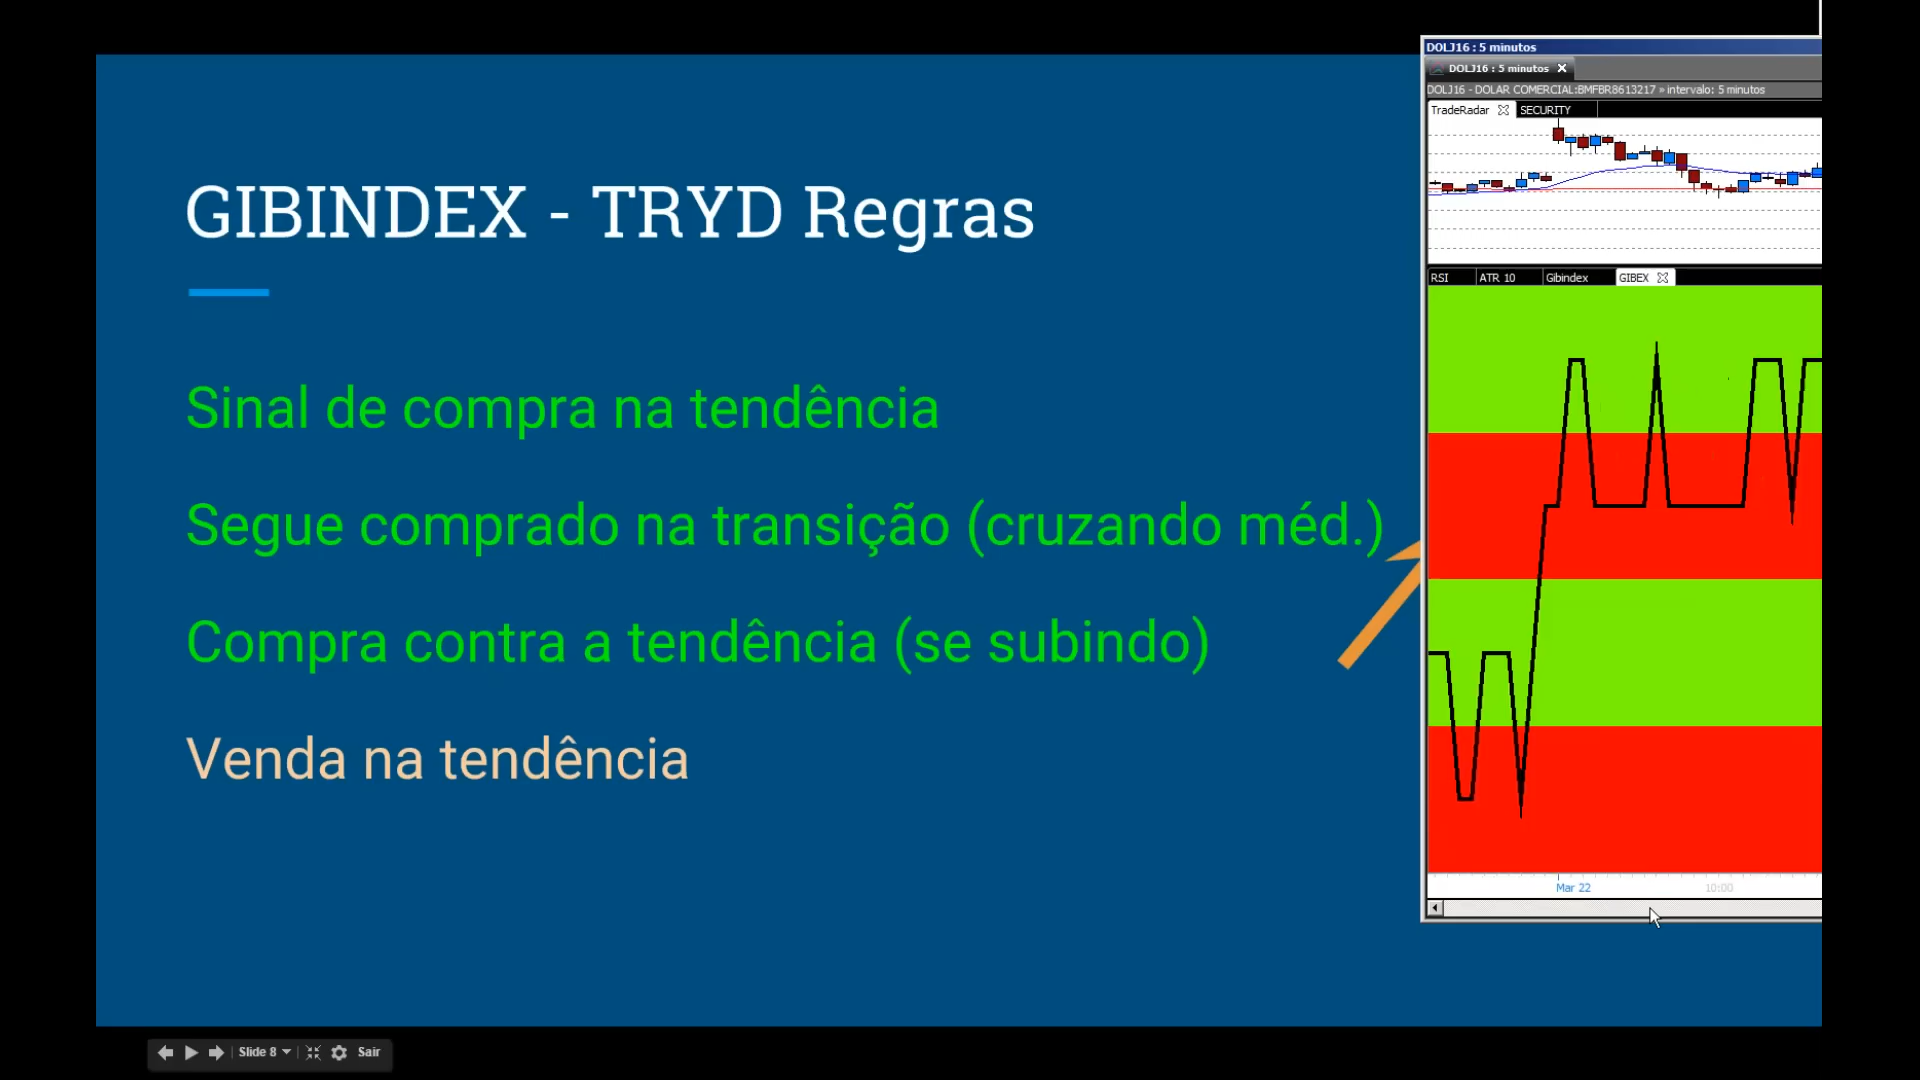 GIBINDEX - TRYD Regras
Sinal de compra na tendência
Segue comprado na transição (cruzando méd.)
Compra contra a tendência (se subindo)
Venda na tendência
DOLJ16 : 5 minutos
DOLJ16 : 5 minutos
DOLJ16 - DOLAR COMERCIAL:BMFBR8613217 » intervalo: 5 minutos
TradeRadar SECURITY
RSI ATR 10 Gibindex GIBEX
Mar 22 10:00
Slide 8 Sair